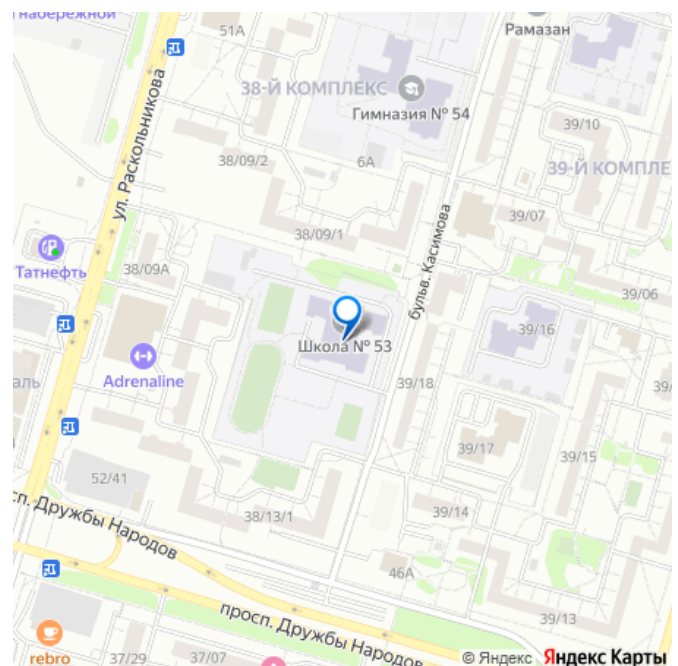 набережной
51А
Рамазан
38-Й КОМПЛЕКС
Гимназия № 54
ул. Раскольникова
39/10
38/09/2
6А
39-Й КОМПЛЕ
39/07
38/09/1
Татнефть
38/09А
бульв. Касимова
39/06
39/16
Школа № 53
Adrenaline
АЛЬ
39/18
39/
39/17
39/15
52/41
38/13/1
39/14
сп. Дружбы Народов
46А
просп. Дружбы Народов
39/13
rebro
37/29
37/07
© Яндекс Яндекс Карты